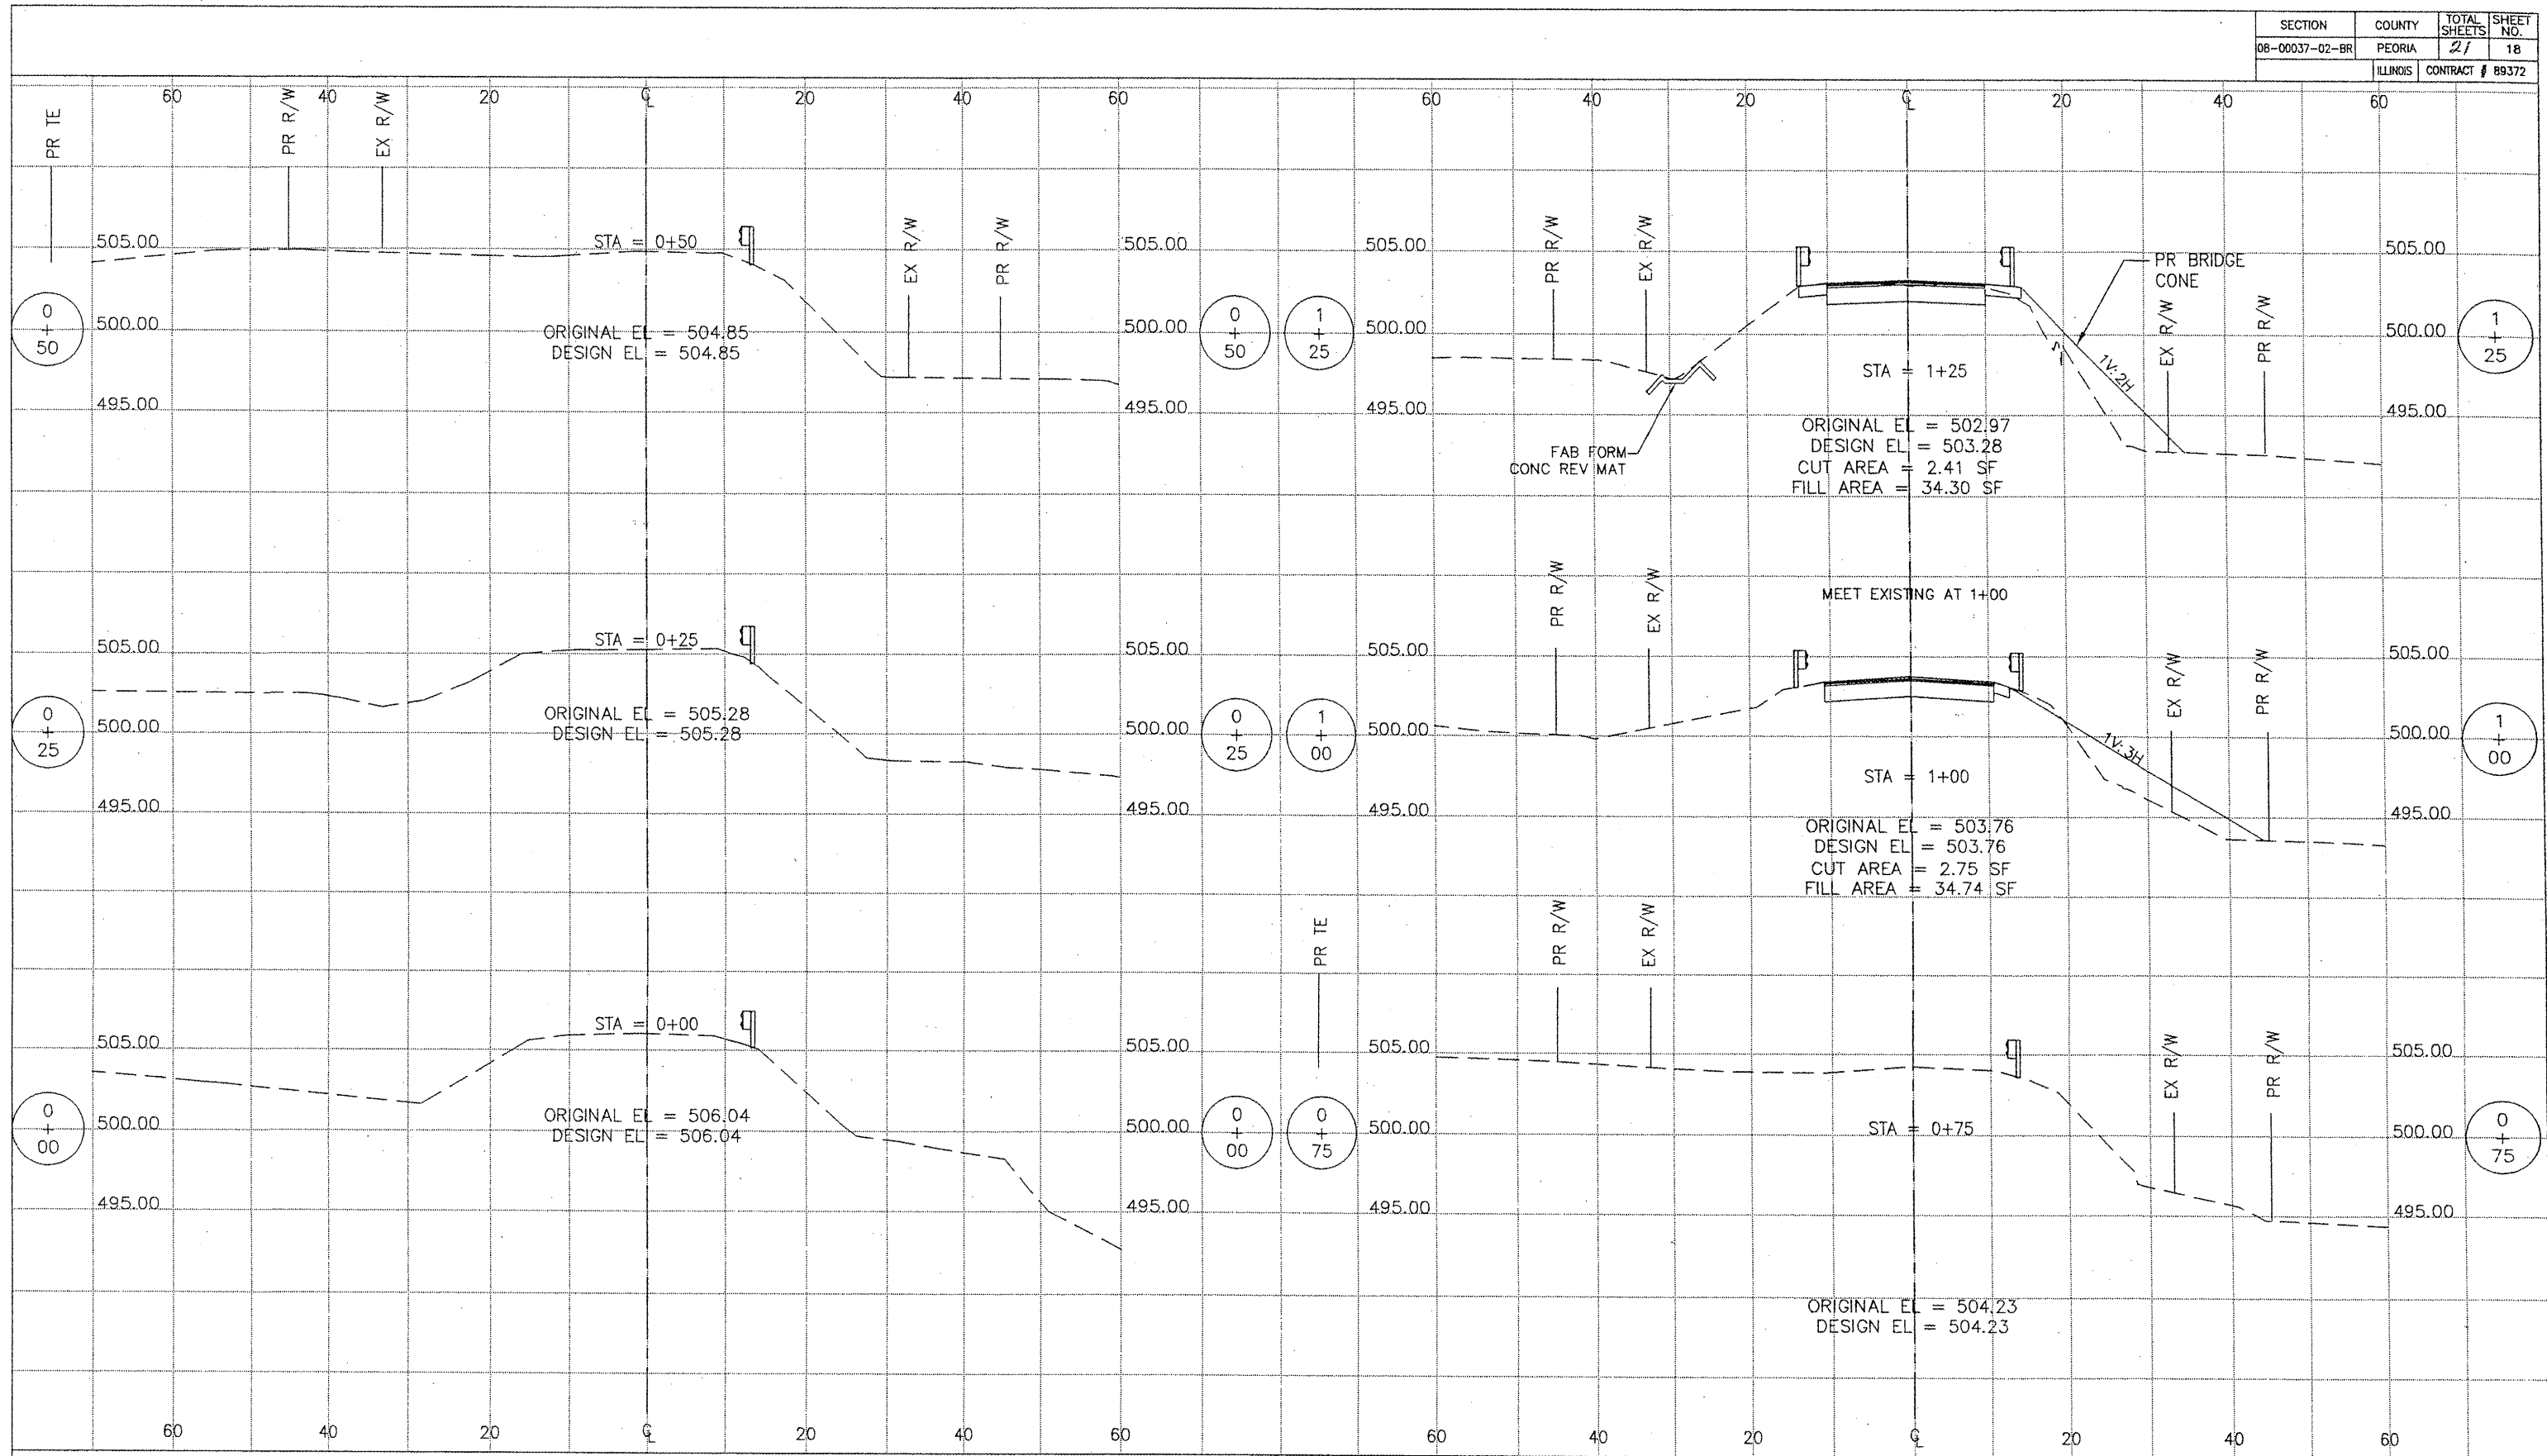 SECTION COUNTY TOTAL SHEETS SHEET NO.
08-00037-02-BR PEORIA 21 18
ILLINOIS CONTRACT # 89372
60 40 20 ℄ 20 40 60 60 40 20 ℄ 20 40 60
PR TE
PR R/W
EX R/W
505.00
STA = 0+50
EX R/W
PR R/W
505.00
0 + 50
500.00
ORIGINAL EL = 504.85
DESIGN EL = 504.85
500.00
0 + 50
495.00
495.00
505.00
STA = 0+25
505.00
0 + 25
500.00
ORIGINAL EL = 505.28
DESIGN EL = 505.28
500.00
0 + 25
495.00
495.00
505.00
STA = 0+00
505.00
0 + 00
500.00
ORIGINAL EL = 506.04
DESIGN EL = 506.04
500.00
0 + 00
495.00
495.00
505.00
PR R/W
EX R/W
505.00
PR BRIDGE
CONE
EX R/W
PR R/W
1 + 25
500.00
500.00
1 + 25
1V:2H
STA = 1+25
495.00
495.00
FAB FORM
CONC REV MAT
ORIGINAL EL = 502.97
DESIGN EL = 503.28
CUT AREA = 2.41 SF
FILL AREA = 34.30 SF
PR R/W
EX R/W
MEET EXISTING AT 1+00
505.00
EX R/W
PR R/W
505.00
1 + 00
500.00
500.00
1 + 00
1V:3H
STA = 1+00
495.00
495.00
ORIGINAL EL = 503.76
DESIGN EL = 503.76
CUT AREA = 2.75 SF
FILL AREA = 34.74 SF
PR TE
PR R/W
EX R/W
505.00
EX R/W
PR R/W
505.00
0 + 75
500.00
STA = 0+75
500.00
0 + 75
495.00
495.00
ORIGINAL EL = 504.23
DESIGN EL = 504.23
60 40 20 ℄ 20 40 60 60 40 20 ℄ 20 40 60